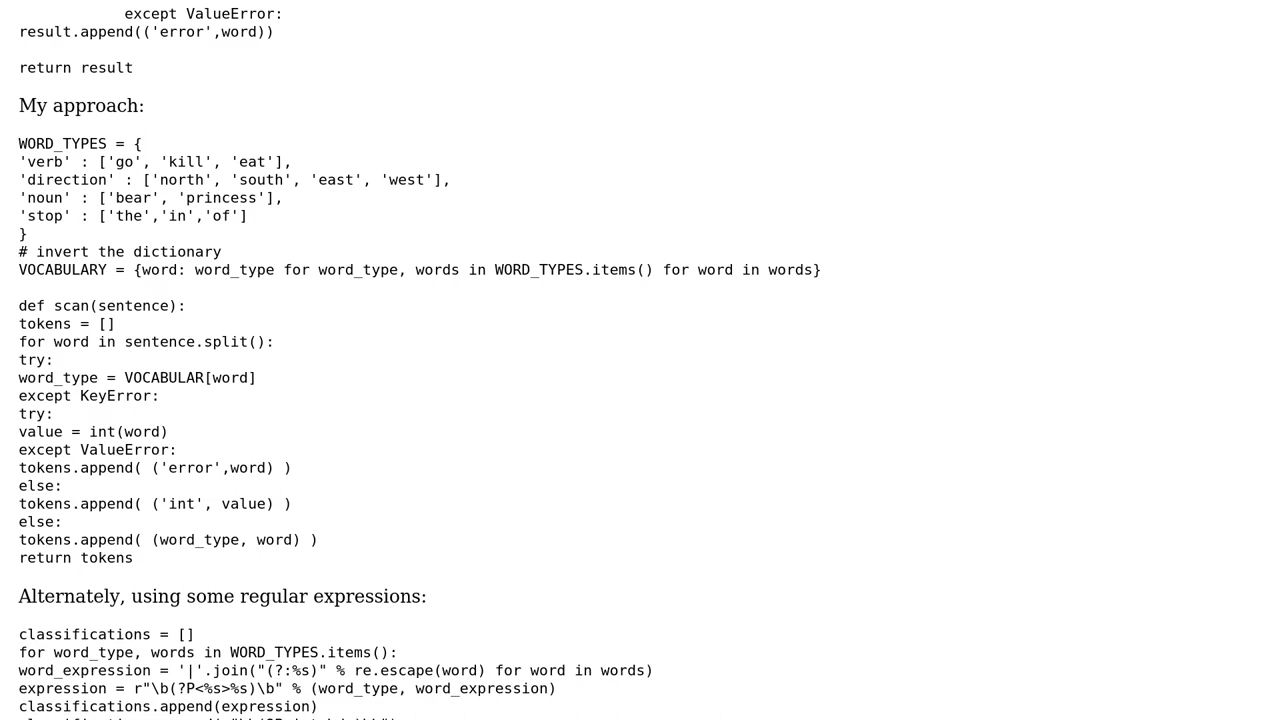 except ValueError:
result.append(('error',word))
return result
My approach:
WORD_TYPES = {
'verb' : ['go', 'kill', 'eat'],
'direction' : ['north', 'south', 'east', 'west'],
'noun' : ['bear', 'princess'],
'stop' : ['the','in','of']
}
# invert the dictionary
VOCABULARY = {word: word_type for word_type, words in WORD_TYPES.items() for word in words}
def scan(sentence):
tokens = []
for word in sentence.split():
try:
word_type = VOCABULAR[word]
except KeyError:
try:
value = int(word)
except ValueError:
tokens.append( ('error',word) )
else:
tokens.append( ('int', value) )
else:
tokens.append( (word_type, word) )
return tokens
Alternately, using some regular expressions:
classifications = []
for word_type, words in WORD_TYPES.items():
word_expression = '|'.join("(?:%s)" % re.escape(word) for word in words)
expression = r"\b(?P<%s>%s)\b" % (word_type, word_expression)
classifications.append(expression)